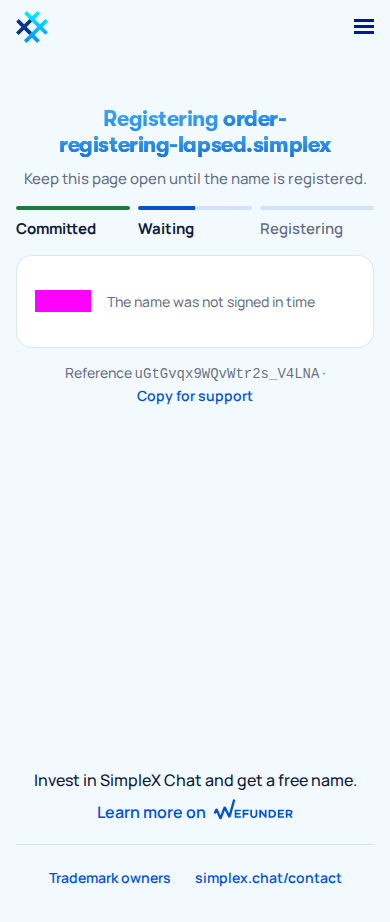 Registering order-
registering-lapsed.simplex
Keep this page open until the name is registered.
Committed
Waiting
Registering
The name was not signed in time
Reference uGtGvqx9WQvWtr2s_V4LNA ·
Copy for support
Invest in SimpleX Chat and get a free name.
Learn more on WEFUNDER
Trademark owners
simplex.chat/contact